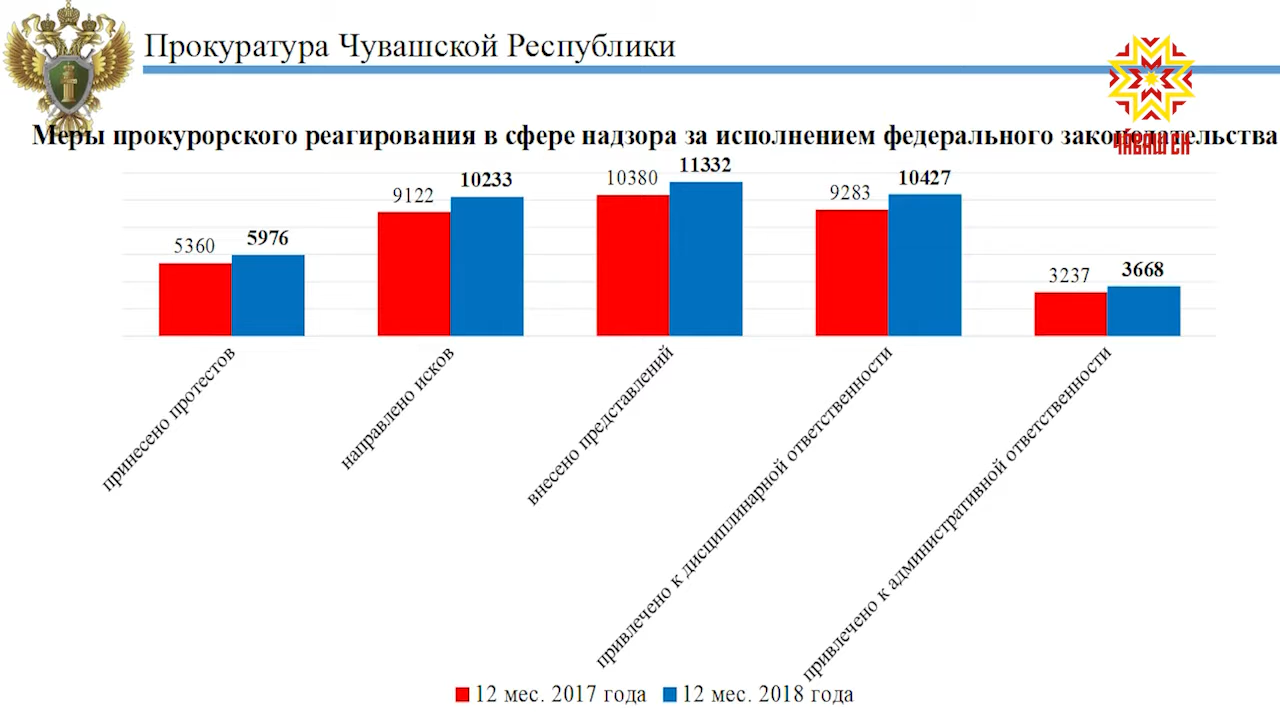 Прокуратура Чувашской Республики
ЧӐВАШ ЕН
Меры прокурорского реагирования в сфере надзора за исполнением федерального законодательства
5360
5976
9122
10233
10380
11332
9283
10427
3237
3668
принесено протестов
направлено исков
внесено представлений
привлечено к дисциплинарной ответственности
привлечено к административной ответственности
12 мес. 2017 года
12 мес. 2018 года